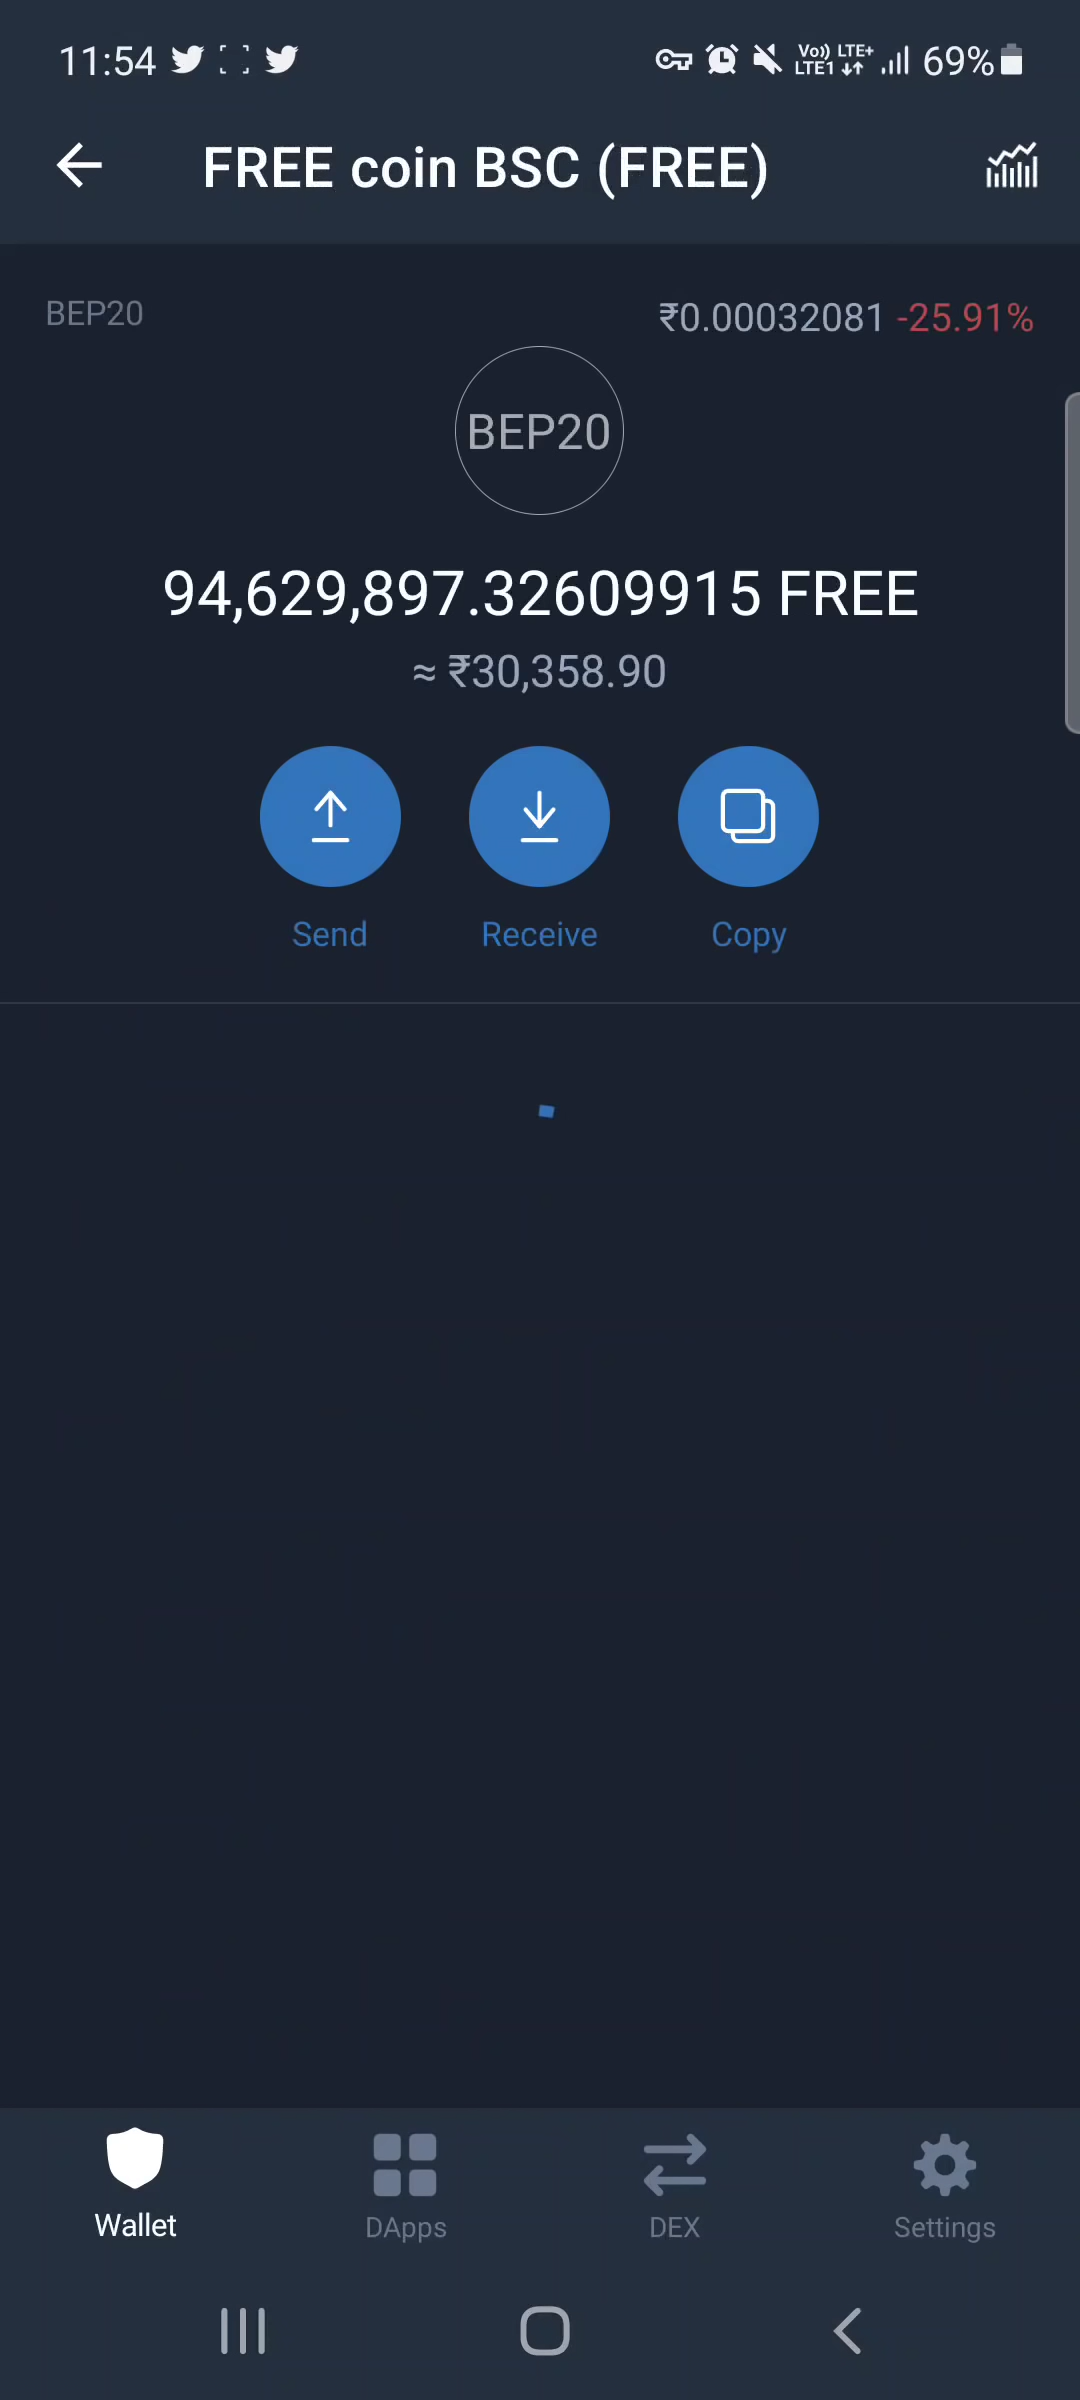 11:54 Vo)) LTE+ LTE1 69%
FREE coin BSC (FREE)
BEP20 ₹0.00032081 -25.91%
BEP20
94,629,897.32609915 FREE
≈ ₹30,358.90
Send Receive Copy
Wallet DApps DEX Settings